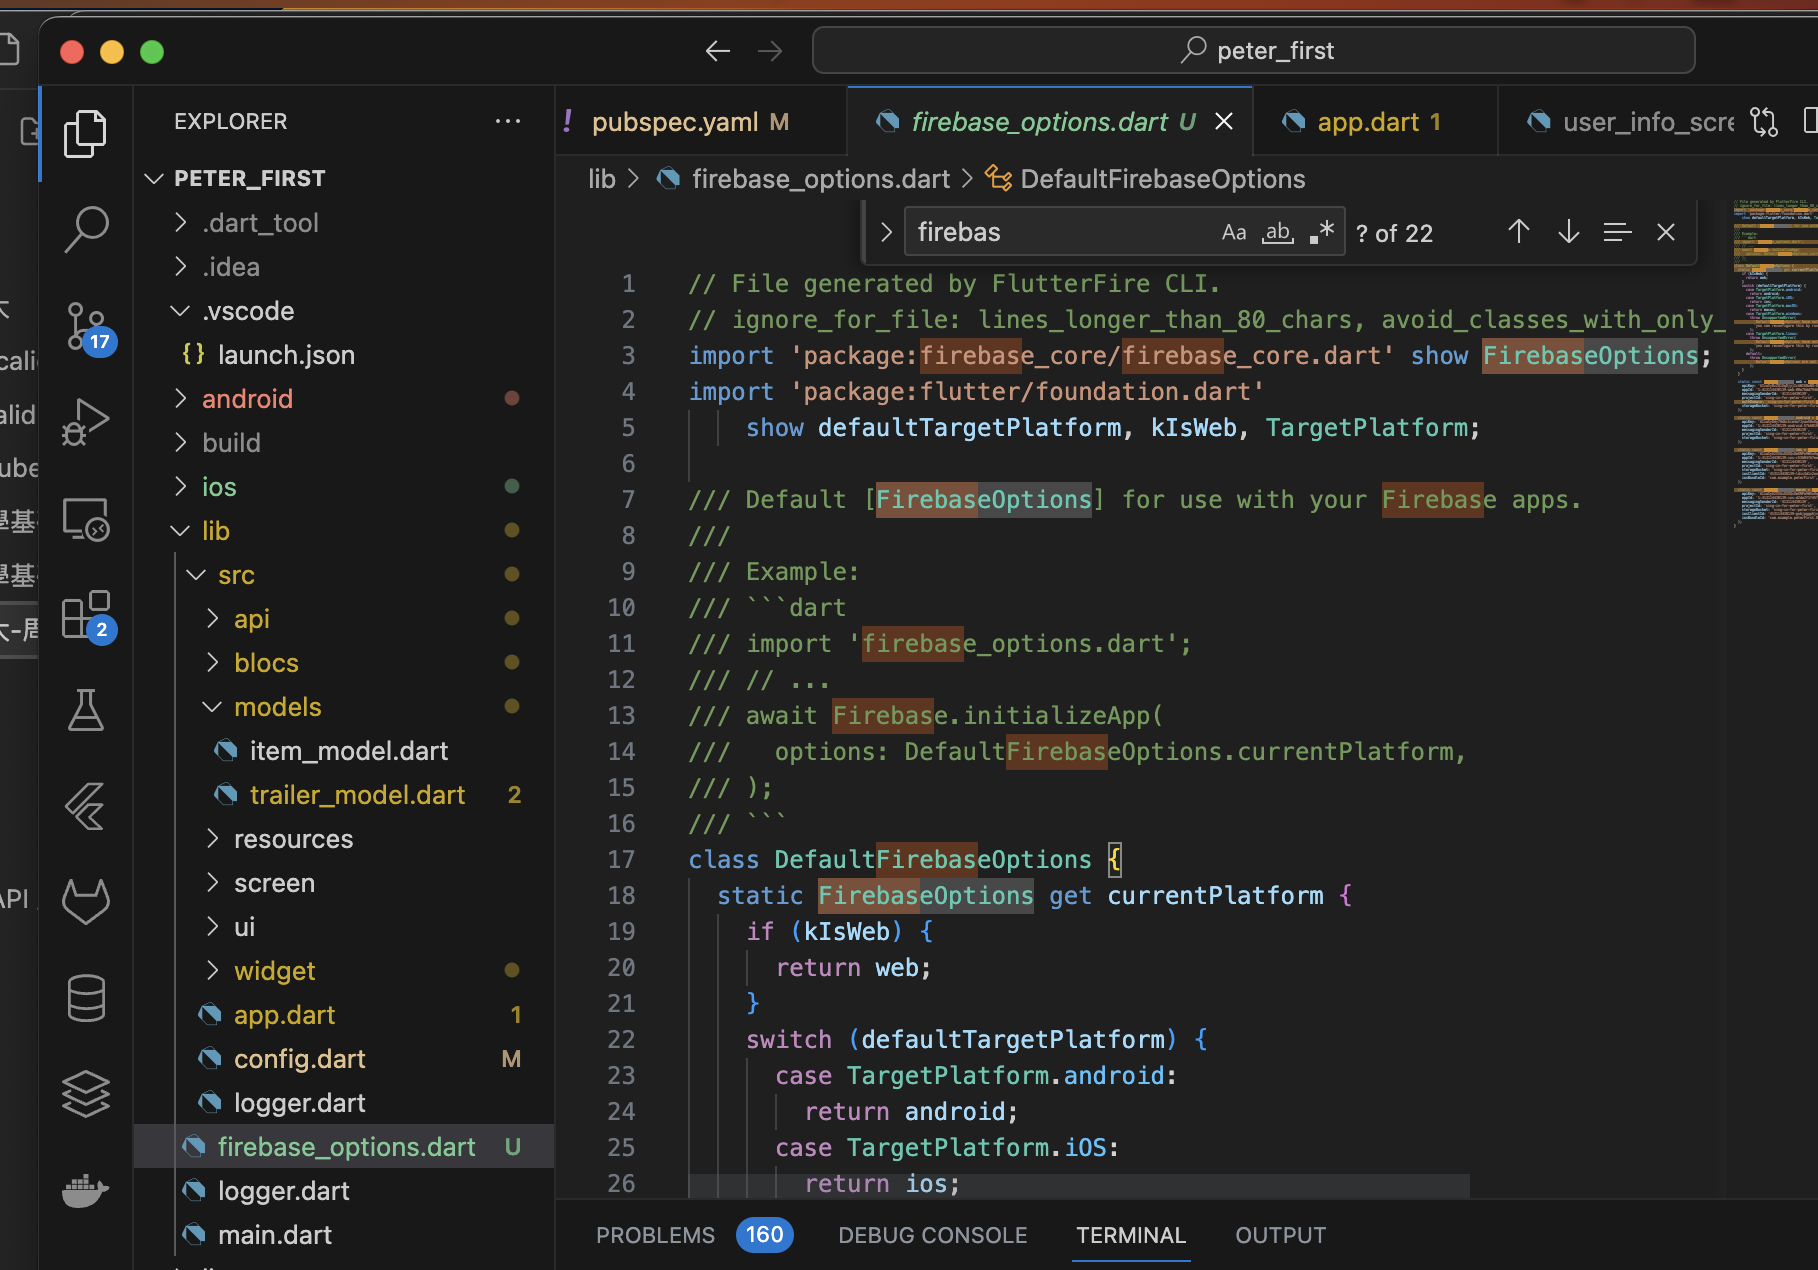 peter_first
EXPLORER
PETER_FIRST
.dart_tool
.idea
.vscode
{} launch.json
android
build
ios
lib
src
api
blocs
models
item_model.dart
trailer_model.dart 2
resources
screen
ui
widget
app.dart 1
config.dart M
logger.dart
firebase_options.dart U
logger.dart
main.dart
17
2
! pubspec.yaml M
firebase_options.dart U
app.dart 1
user_info_scre
lib > firebase_options.dart > DefaultFirebaseOptions
firebas Aa ab .* ? of 22
1 // File generated by FlutterFire CLI.
2 // ignore_for_file: lines_longer_than_80_chars, avoid_classes_with_only_
3 import 'package:firebase_core/firebase_core.dart' show FirebaseOptions;
4 import 'package:flutter/foundation.dart'
5 show defaultTargetPlatform, kIsWeb, TargetPlatform;
6
7 /// Default [FirebaseOptions] for use with your Firebase apps.
8 ///
9 /// Example:
10 /// ```dart
11 /// import 'firebase_options.dart';
12 /// // ...
13 /// await Firebase.initializeApp(
14 /// options: DefaultFirebaseOptions.currentPlatform,
15 /// );
16 /// ```
17 class DefaultFirebaseOptions {
18 static FirebaseOptions get currentPlatform {
19 if (kIsWeb) {
20 return web;
21 }
22 switch (defaultTargetPlatform) {
23 case TargetPlatform.android:
24 return android;
25 case TargetPlatform.iOS:
26 return ios;
PROBLEMS 160 DEBUG CONSOLE TERMINAL OUTPUT